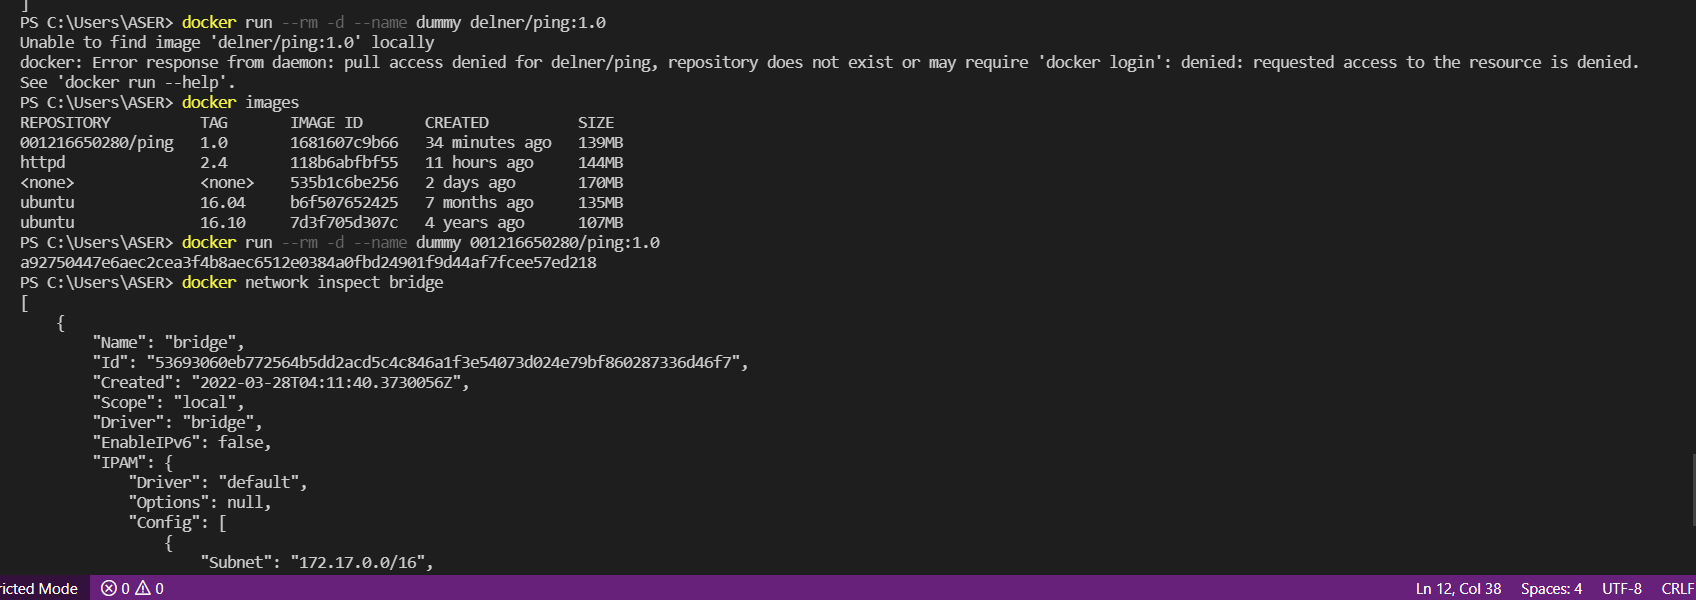 ]
PS C:\Users\ASER> docker run --rm -d --name dummy delner/ping:1.0
Unable to find image 'delner/ping:1.0' locally
docker: Error response from daemon: pull access denied for delner/ping, repository does not exist or may require 'docker login': denied: requested access to the resource is denied.
See 'docker run --help'.
PS C:\Users\ASER> docker images
REPOSITORY TAG IMAGE ID CREATED SIZE
001216650280/ping 1.0 1681607c9b66 34 minutes ago 139MB
httpd 2.4 118b6abfbf55 11 hours ago 144MB
<none> <none> 535b1c6be256 2 days ago 170MB
ubuntu 16.04 b6f507652425 7 months ago 135MB
ubuntu 16.10 7d3f705d307c 4 years ago 107MB
PS C:\Users\ASER> docker run --rm -d --name dummy 001216650280/ping:1.0
a92750447e6aec2cea3f4b8aec6512e0384a0fbd24901f9d44af7fcee57ed218
PS C:\Users\ASER> docker network inspect bridge
[
{
"Name": "bridge",
"Id": "53693060eb772564b5dd2acd5c4c846a1f3e54073d024e79bf860287336d46f7",
"Created": "2022-03-28T04:11:40.3730056Z",
"Scope": "local",
"Driver": "bridge",
"EnableIPv6": false,
"IPAM": {
"Driver": "default",
"Options": null,
"Config": [
{
"Subnet": "172.17.0.0/16",
ricted Mode 0 0 Ln 12, Col 38 Spaces: 4 UTF-8 CRLF